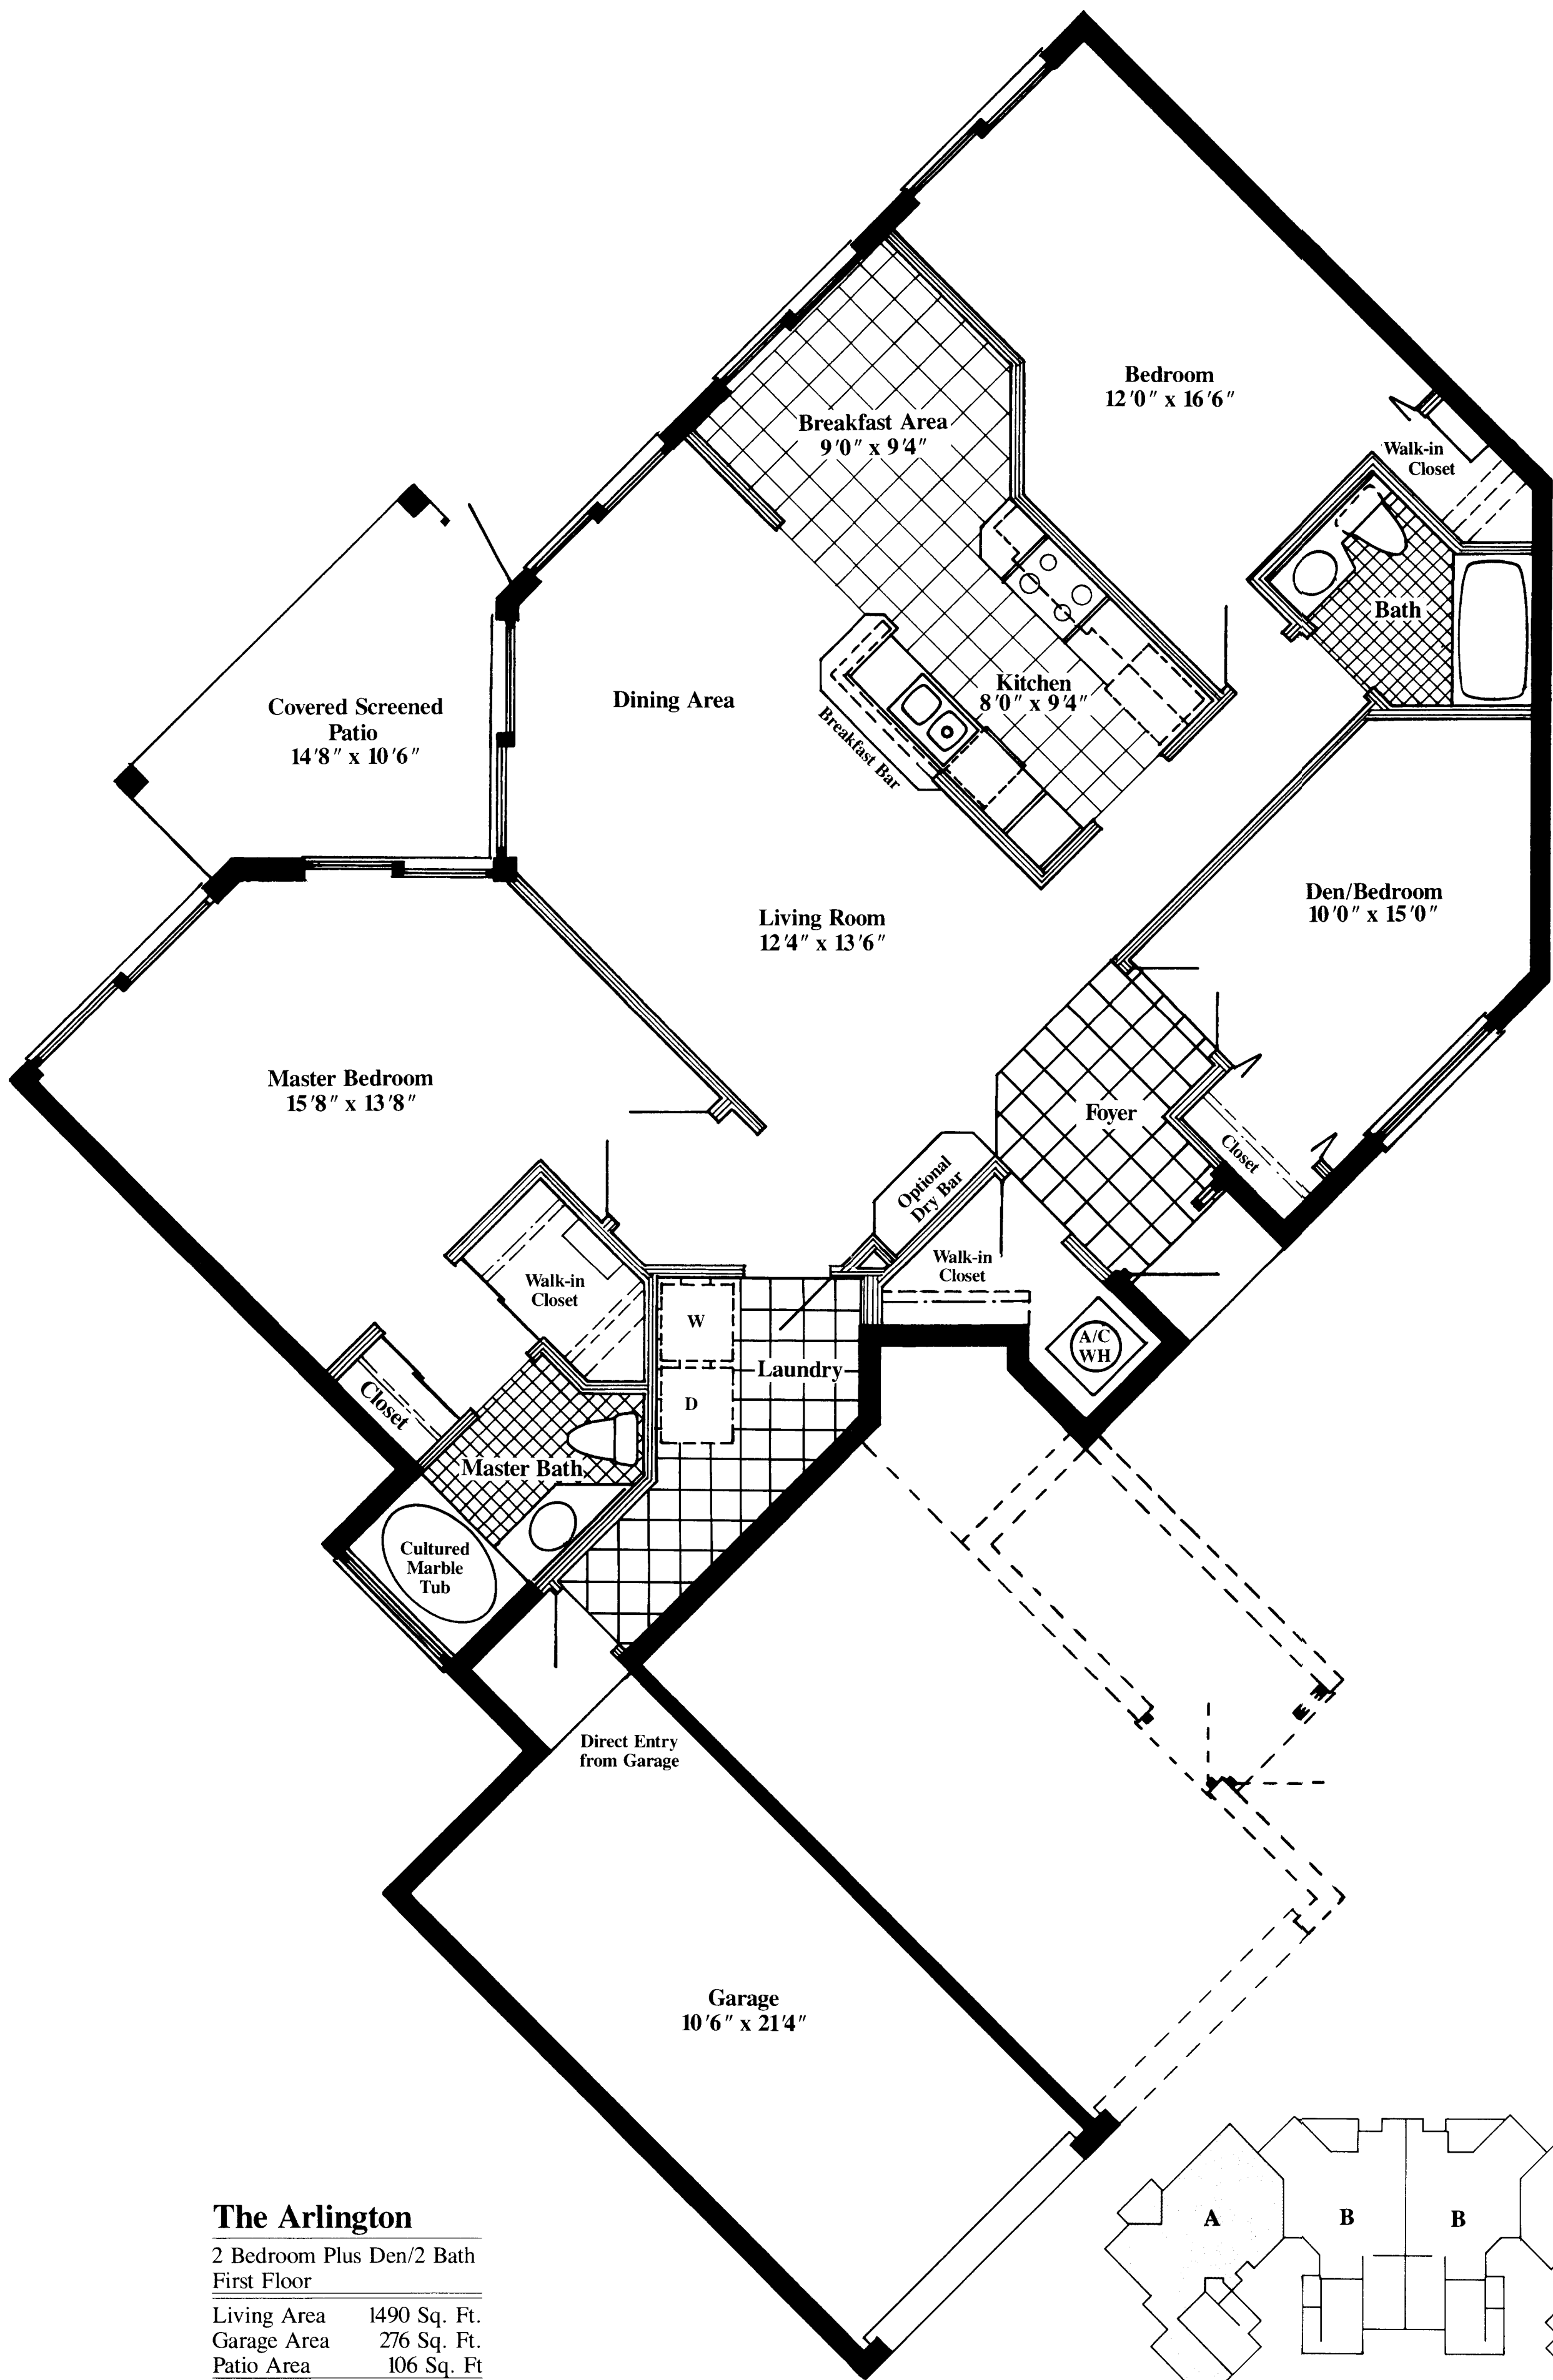 Bedroom
12'0" x 16'6"
Breakfast Area
9'0" x 9'4"
Walk-in
Closet
Bath
Kitchen
8'0" x 9'4"
Covered Screened
Patio
14'8" x 10'6"
Dining Area
Breakfast Bar
Den/Bedroom
10'0" x 15'0"
Living Room
12'4" x 13'6"
Master Bedroom
15'8" x 13'8"
Foyer
Closet
Optional
Dry Bar
Walk-in
Closet
Walk-in
Closet
W
A/C
WH
Laundry
D
Closet
Master Bath
Cultured
Marble
Tub
Direct Entry
from Garage
Garage
10'6" x 21'4"
A
B
B
The Arlington
2 Bedroom Plus Den/2 Bath
First Floor
Living Area 1490 Sq. Ft.
Garage Area 276 Sq. Ft.
Patio Area 106 Sq. Ft